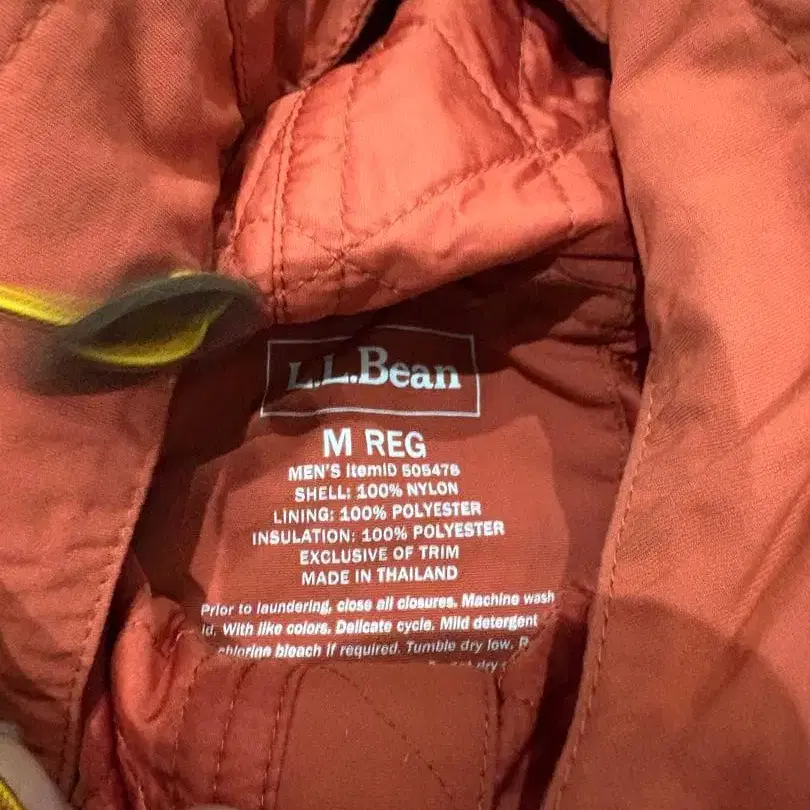 L.L.Bean
M REG
MEN'S ItemID 505478
SHELL: 100% NYLON
LINING: 100% POLYESTER
INSULATION: 100% POLYESTER
EXCLUSIVE OF TRIM
MADE IN THAILAND
Prior to laundering, close all closures. Machine wash
ld. With like colors. Delicate cycle. Mild detergent
chlorine bleach if required. Tumble dry low.
dry